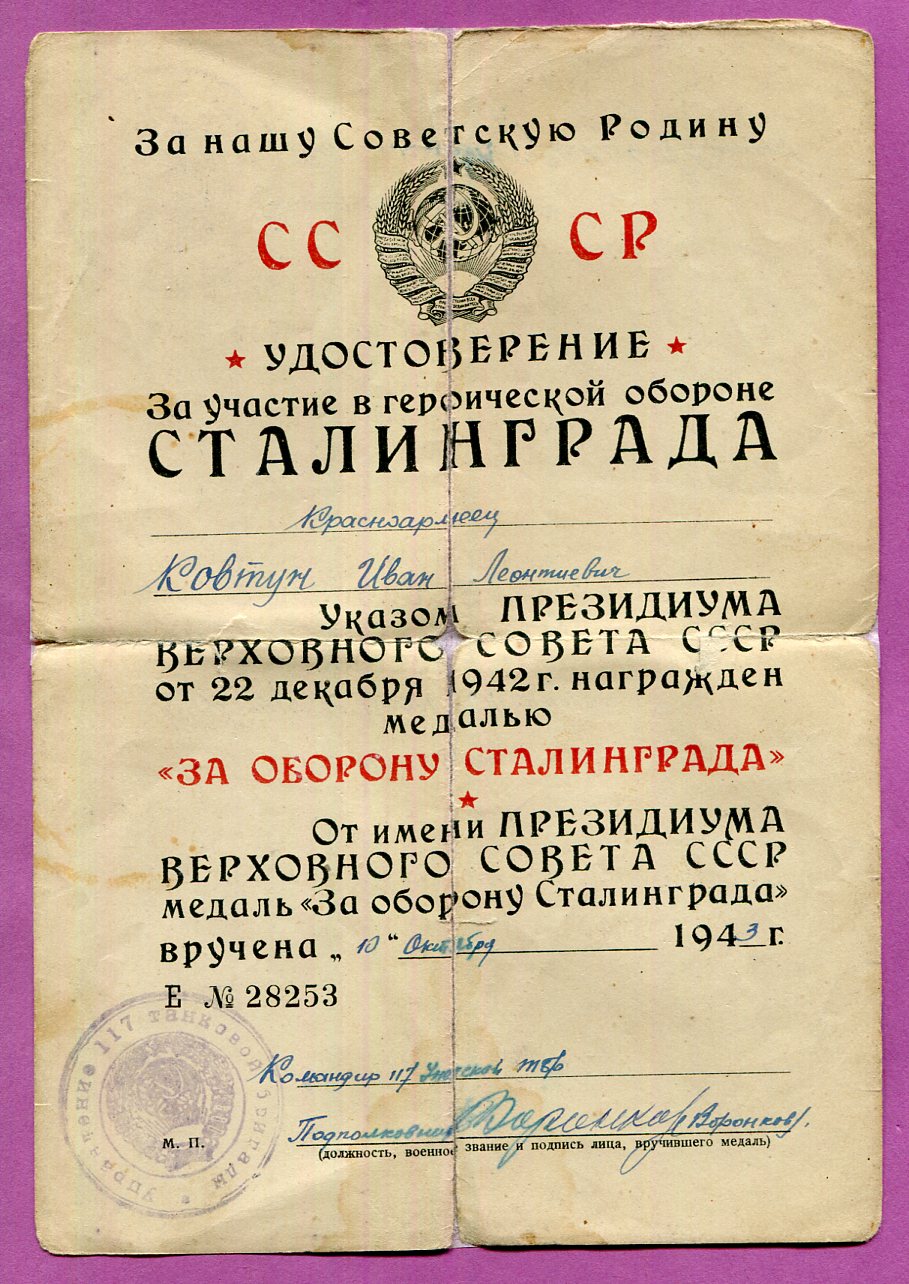 За нашу Советскую Родину
СССР
УДОСТОВЕРЕНИЕ
За участие в героической обороне
СТАЛИНГРАДА
Красноармеец
Ковтун Иван Леонтиевич
Указом ПРЕЗИДИУМА
ВЕРХОВНОГО СОВЕТА СССР
от 22 декабря 1942 г. награжден
медалью
«ЗА ОБОРОНУ СТАЛИНГРАДА»
От имени ПРЕЗИДИУМА
ВЕРХОВНОГО СОВЕТА СССР
медаль «За оборону Сталинграда»
вручена „10“ Октября 1943 г.
Е № 28253
Управление 117 танковой бригады
Командир 117 тбр
Подполковник (Воронков).
М. П.
(должность, военное звание и подпись лица, вручившего медаль)